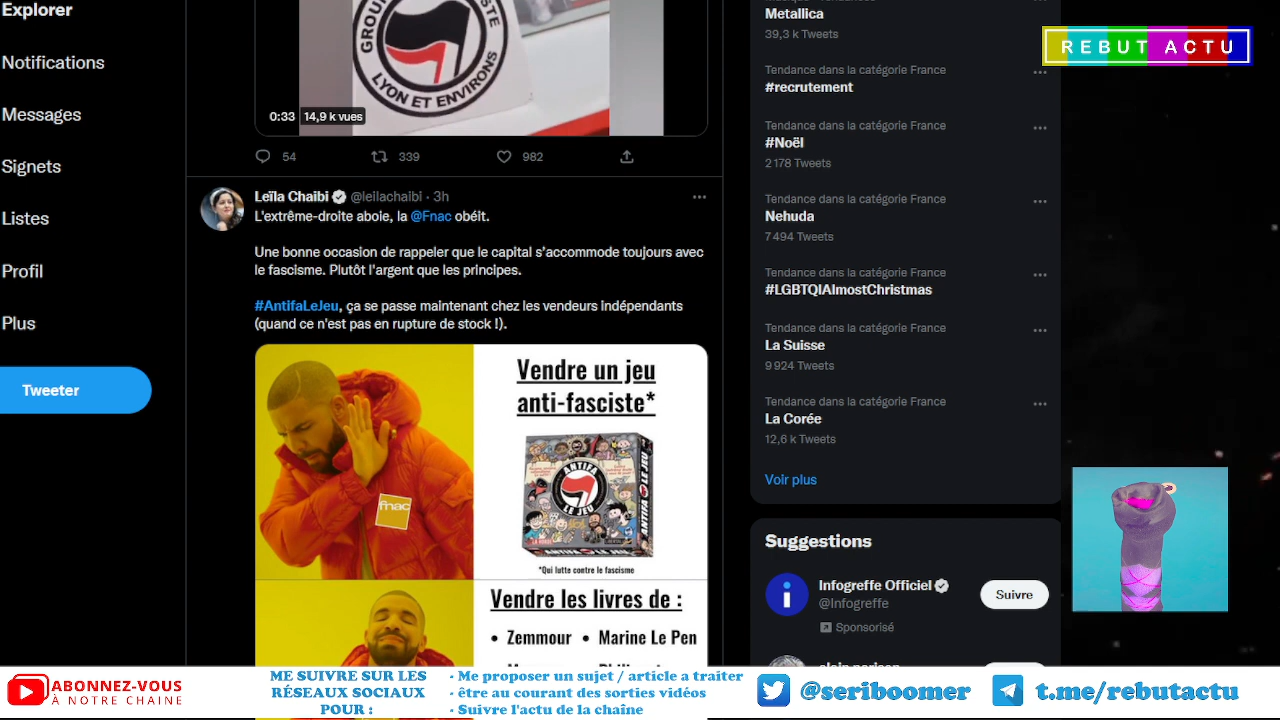 Explorer
Notifications
Messages
Signets
Listes
Profil
Plus
Tweeter
GROU
STE
LYON ET ENVIRONS
0:33 14,9 k vues
54 339 982
Leïla Chaibi @leilachaibi · 3h
L'extrême-droite aboie, la @Fnac obéit.
Une bonne occasion de rappeler que le capital s'accommode toujours avec
le fascisme. Plutôt l'argent que les principes.
#AntifaLeJeu, ça se passe maintenant chez les vendeurs indépendants
(quand ce n'est pas en rupture de stock !).
fnac
Vendre un jeu
anti-fasciste*
ANTIFA
LE JEU
ANTIFA LE JEU
ANTIFA LE JEU
*Qui lutte contre le fascisme
Vendre les livres de :
• Zemmour • Marine Le Pen
Metallica
39,3 k Tweets
Tendance dans la catégorie France
#recrutement
Tendance dans la catégorie France
#Noël
2 178 Tweets
Tendance dans la catégorie France
Nehuda
7 494 Tweets
Tendance dans la catégorie France
#LGBTQIAlmostChristmas
Tendance dans la catégorie France
La Suisse
9 924 Tweets
Tendance dans la catégorie France
La Corée
12,6 k Tweets
Voir plus
Suggestions
Infogreffe Officiel
@Infogreffe
Sponsorisé
Suivre
REBUT ACTU
ABONNEZ-VOUS
À NOTRE CHAINE
ME SUIVRE SUR LES
RÉSEAUX SOCIAUX
POUR :
- Me proposer un sujet / article a traiter
- être au courant des sorties vidéos
- Suivre l'actu de la chaîne
@seriboomer
t.me/rebutactu